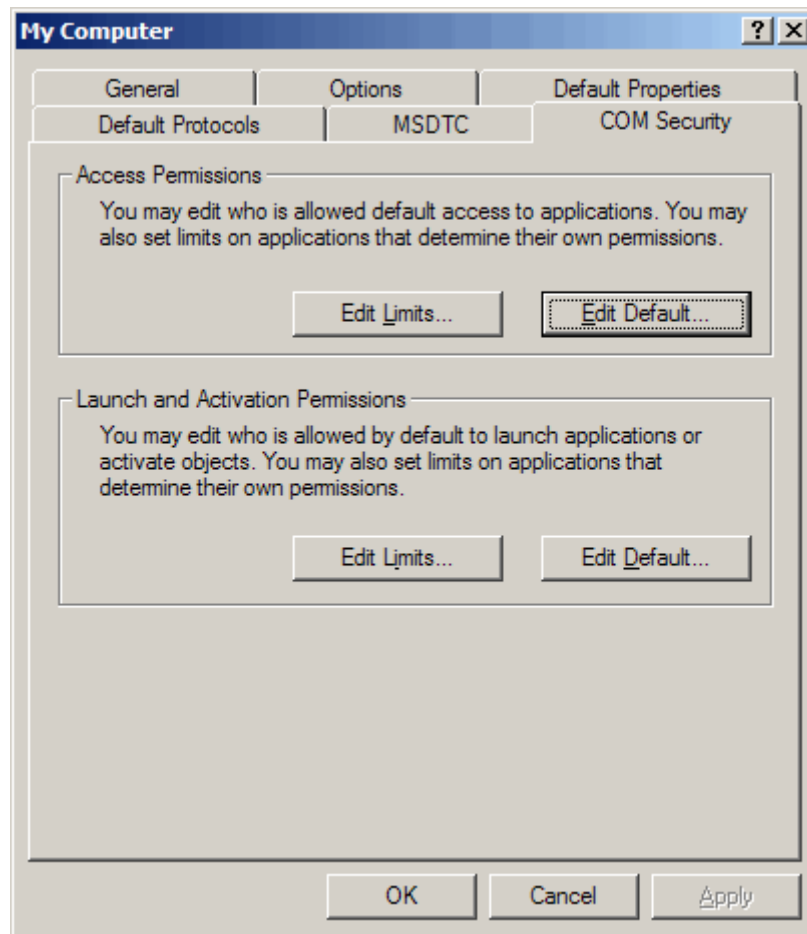 My Computer
General Options Default Properties
Default Protocols MSDTC COM Security
Access Permissions
You may edit who is allowed default access to applications. You may
also set limits on applications that determine their own permissions.
Edit Limits... Edit Default...
Launch and Activation Permissions
You may edit who is allowed by default to launch applications or
activate objects. You may also set limits on applications that
determine their own permissions.
Edit Limits... Edit Default...
OK Cancel Apply